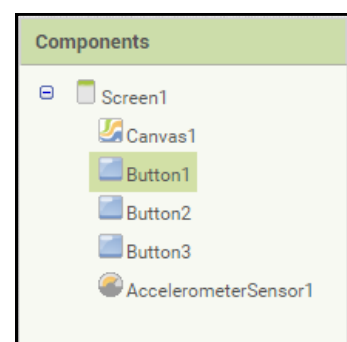 Components
Screen1
Canvas1
Button1
Button2
Button3
AccelerometerSensor1